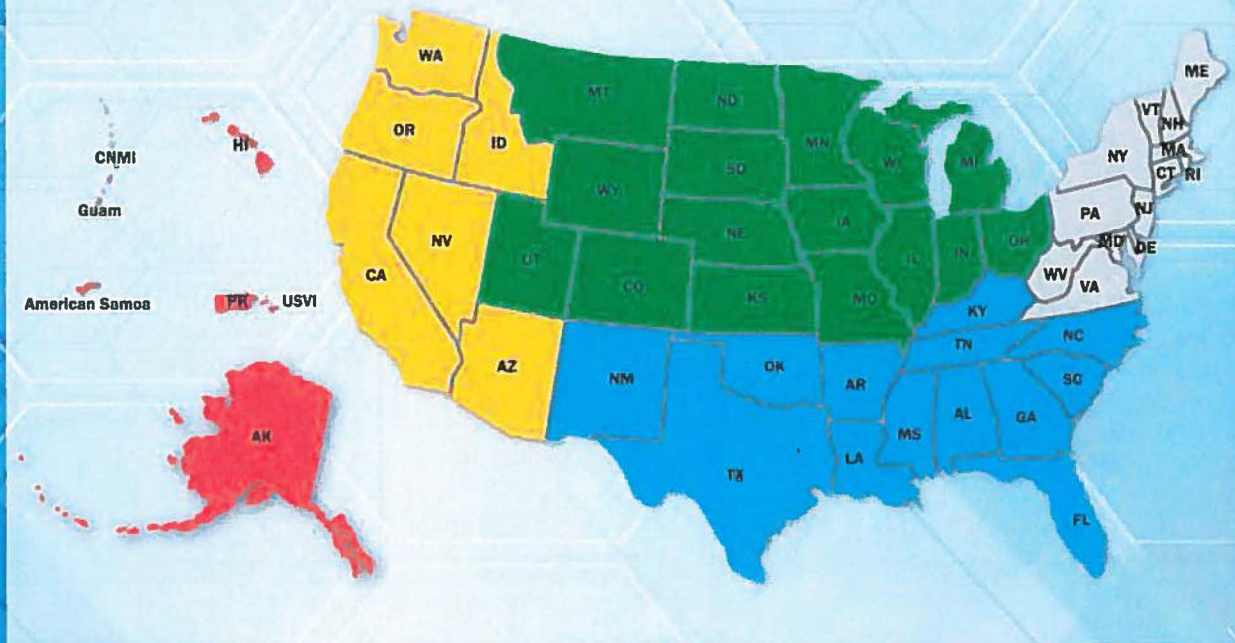 WA
MT
ND
MN
ME
VT
NH
OR
ID
WI
MI
NY
MA
CT
RI
CNMI
HI
SD
WY
Guam
IA
PA
NJ
NV
NE
OH
MD
DE
CA
UT
CO
IL
IN
WV
VA
American Samoa
PR
USVI
KS
MO
KY
NC
TN
AZ
NM
OK
AR
SC
AL
GA
MS
AK
LA
TX
FL